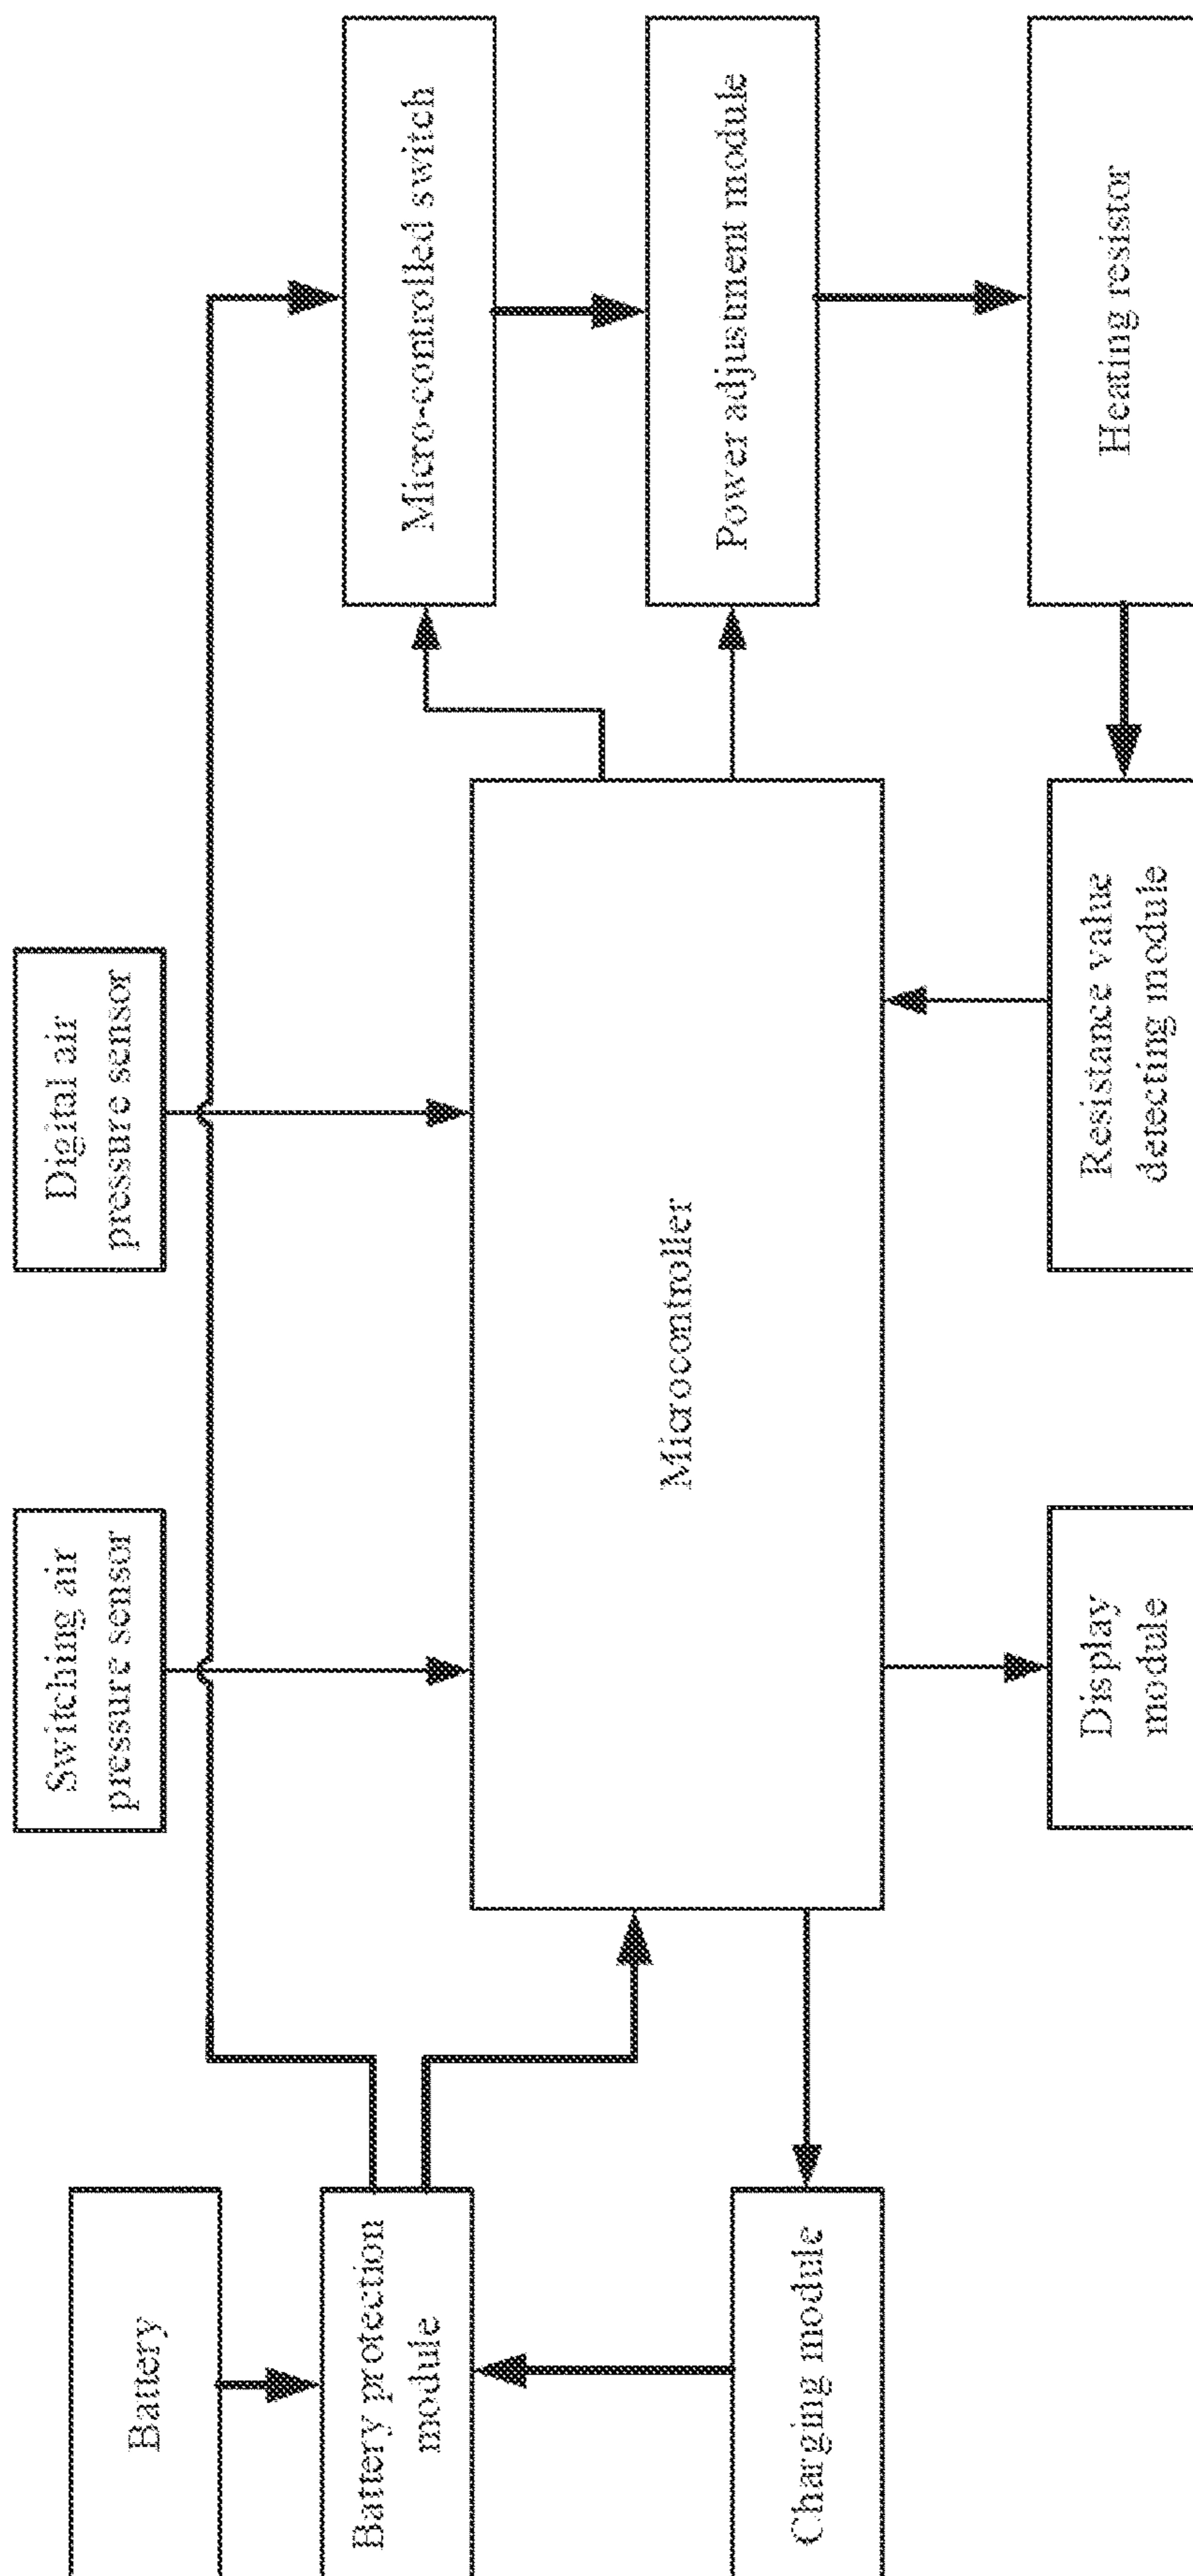 Battery
Switching air
pressure sensor
Digital air
pressure sensor
Battery protection
module
Micro-controlled switch
Microcontroller
Power adjustment module
Charging module
Display
module
Resistance value
detecting module
Heating resistor